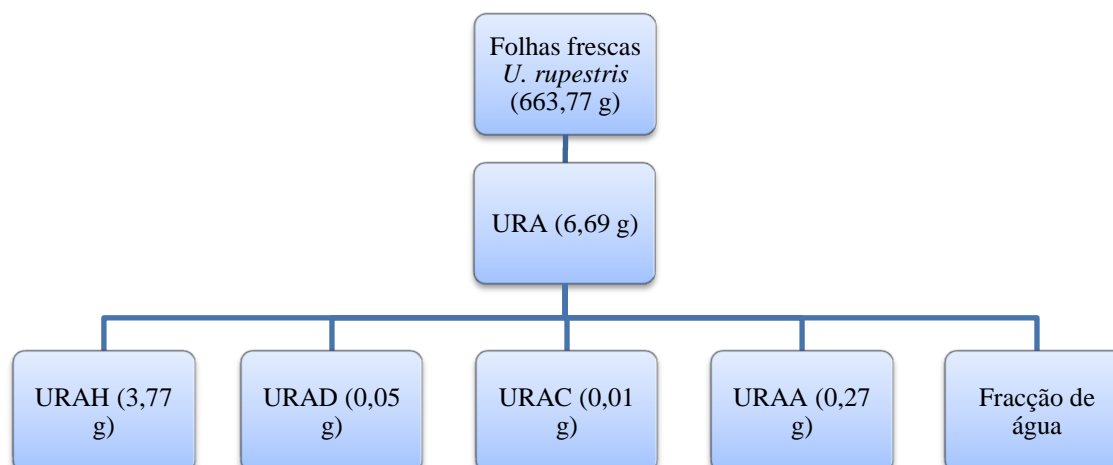 Folhas frescas
U. rupestris
(663,77 g)
URA (6,69 g)
URAH (3,77
g)
URAD (0,05
g)
URAC (0,01
g)
URAA (0,27
g)
Fracção de
água